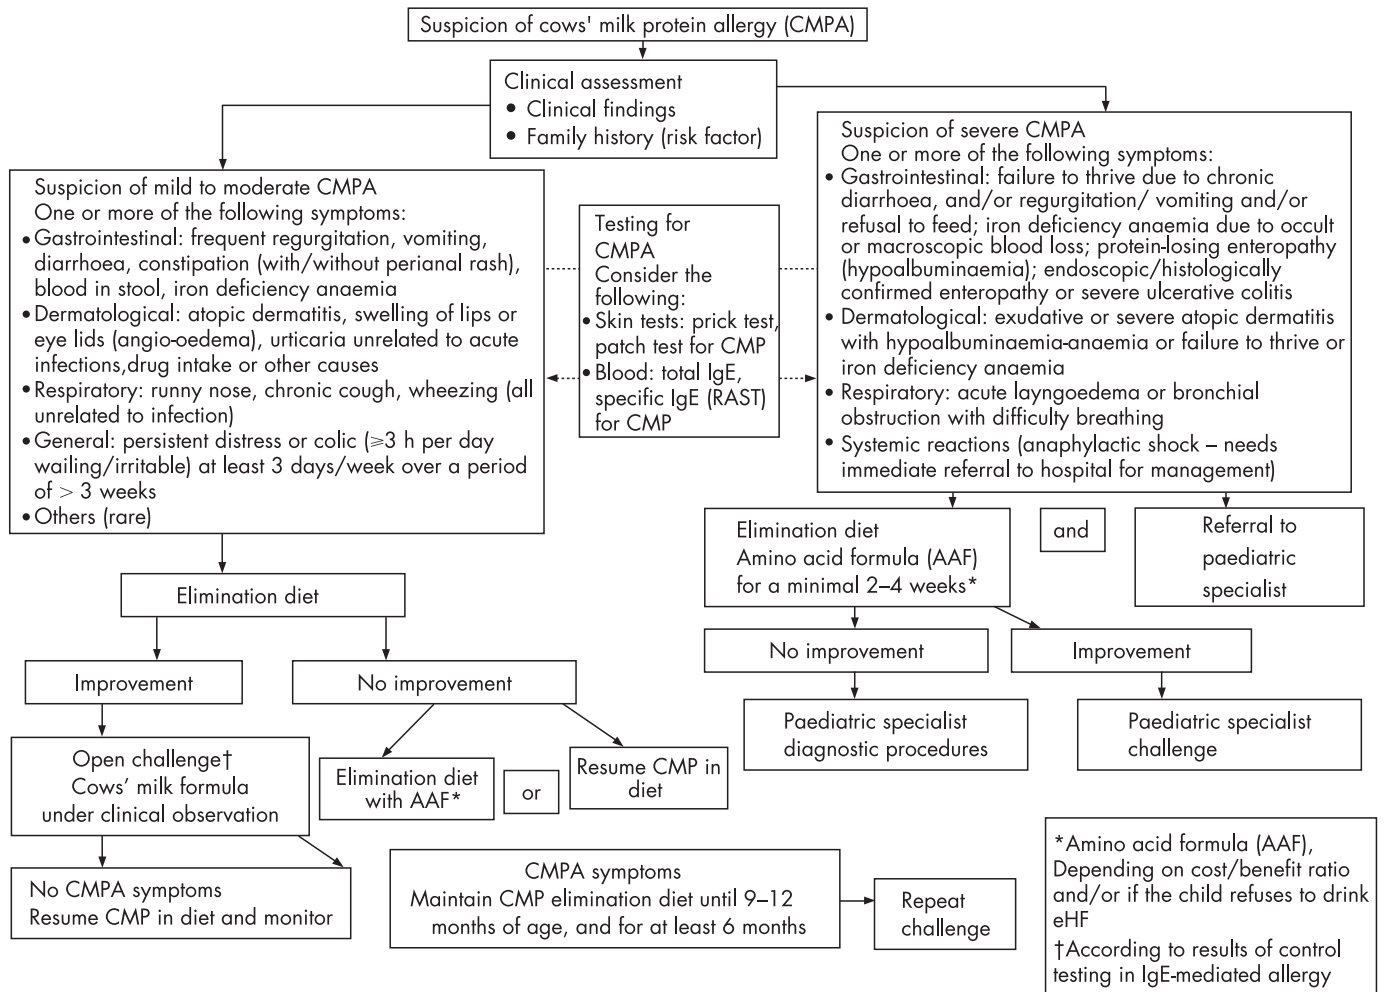 Suspicion of cows' milk protein allergy (CMPA)
Clinical assessment
• Clinical findings
• Family history (risk factor)
Suspicion of mild to moderate CMPA
One or more of the following symptoms:
• Gastrointestinal: frequent regurgitation, vomiting,
diarrhoea, constipation (with/without perianal rash),
blood in stool, iron deficiency anaemia
• Dermatological: atopic dermatitis, swelling of lips or
eye lids (angio-oedema), urticaria unrelated to acute
infections,drug intake or other causes
• Respiratory: runny nose, chronic cough, wheezing (all
unrelated to infection)
• General: persistent distress or colic (⩾3 h per day
wailing/irritable) at least 3 days/week over a period
of > 3 weeks
• Others (rare)
Testing for
CMPA
Consider the
following:
• Skin tests: prick test,
patch test for CMP
• Blood: total IgE,
specific IgE (RAST)
for CMP
Suspicion of severe CMPA
One or more of the following symptoms:
• Gastrointestinal: failure to thrive due to chronic
diarrhoea, and/or regurgitation/ vomiting and/or
refusal to feed; iron deficiency anaemia due to occult
or macroscopic blood loss; protein-losing enteropathy
(hypoalbuminaemia); endoscopic/histologically
confirmed enteropathy or severe ulcerative colitis
• Dermatological: exudative or severe atopic dermatitis
with hypoalbuminaemia-anaemia or failure to thrive or
iron deficiency anaemia
• Respiratory: acute layngoedema or bronchial
obstruction with difficulty breathing
• Systemic reactions (anaphylactic shock – needs
immediate referral to hospital for management)
Elimination diet
Amino acid formula (AAF)
for a minimal 2–4 weeks*
and
Referral to
paediatric
specialist
Elimination diet
No improvement
Improvement
Improvement
No improvement
Paediatric specialist
diagnostic procedures
Paediatric specialist
challenge
Open challenge†
Cows' milk formula
under clinical observation
Elimination diet
with AAF*
or
Resume CMP in
diet
No CMPA symptoms
Resume CMP in diet and monitor
CMPA symptoms
Maintain CMP elimination diet until 9–12
months of age, and for at least 6 months
Repeat
challenge
*Amino acid formula (AAF),
Depending on cost/benefit ratio
and/or if the child refuses to drink
eHF
†According to results of control
testing in IgE-mediated allergy